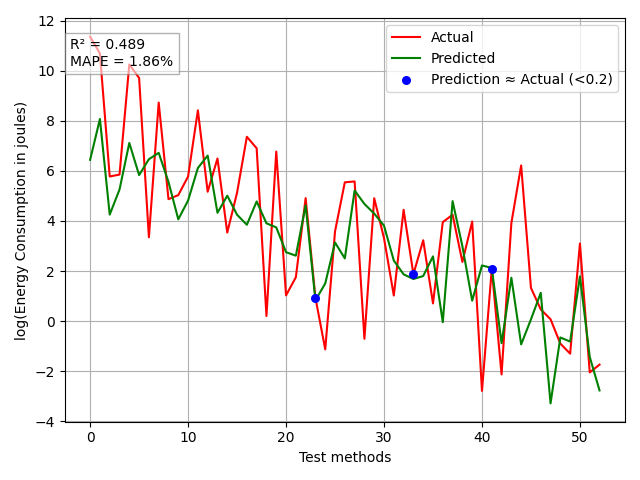 R² = 0.489
MAPE = 1.86%
Actual
Predicted
Prediction ≈ Actual (<0.2)
log(Energy Consumption in joules)
12
10
8
6
4
2
0
−2
−4
0 10 20 30 40 50
Test methods